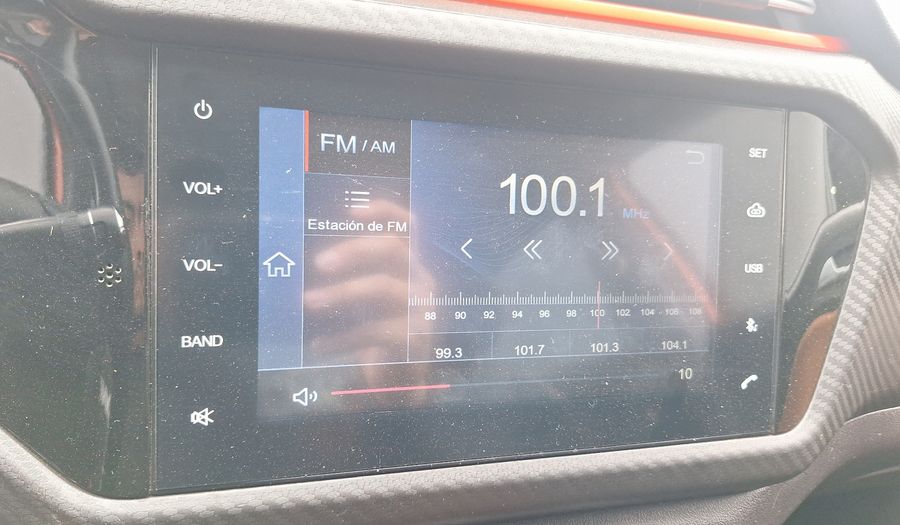 VOL+
VOL-
BAND
FM / AM
Estación de FM
100.1 MHz
88 90 92 94 96 98 100 102 104 106 108
99.3 101.7 101.3 104.1
10
SET
USB